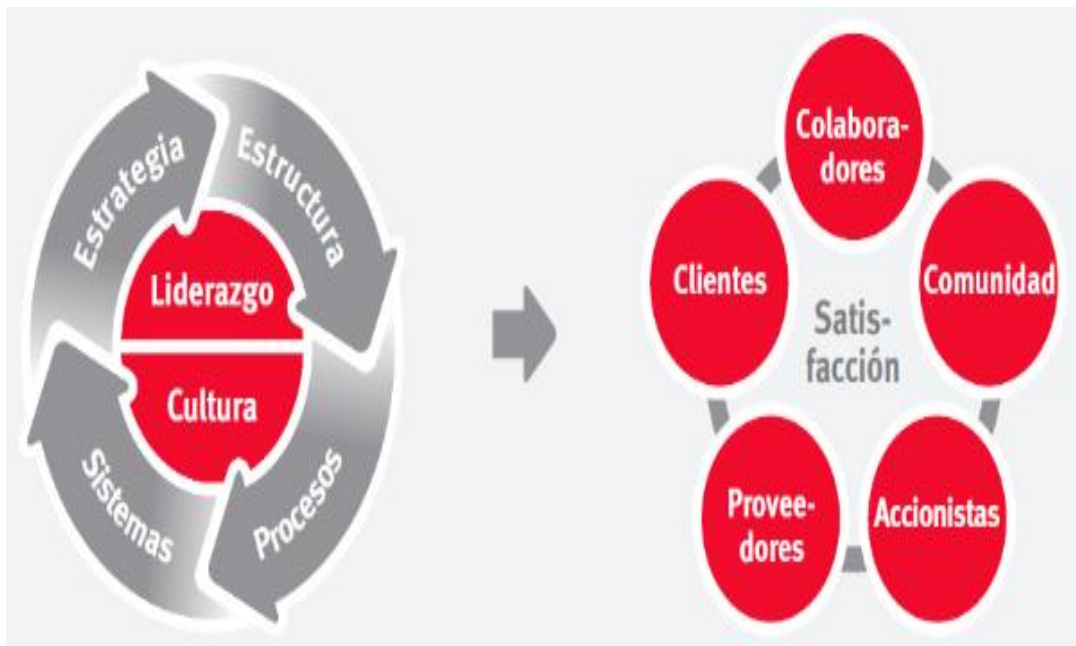 Estrategia
Estructura
Liderazgo
Cultura
Sistemas
Procesos
Colabora-
dores
Clientes
Comunidad
Satis-
facción
Provee-
dores
Accionistas